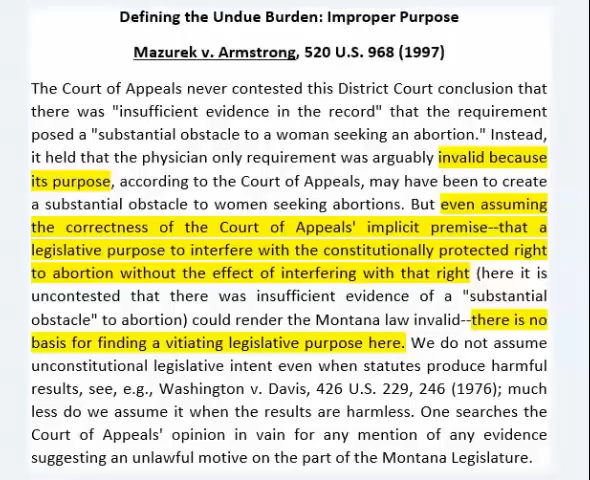 Defining the Undue Burden: Improper Purpose
Mazurek v. Armstrong, 520 U.S. 968 (1997)
The Court of Appeals never contested this District Court conclusion that
there was "insufficient evidence in the record" that the requirement
posed a "substantial obstacle to a woman seeking an abortion." Instead,
it held that the physician only requirement was arguably invalid because
its purpose, according to the Court of Appeals, may have been to create
a substantial obstacle to women seeking abortions. But even assuming
the correctness of the Court of Appeals' implicit premise--that a
legislative purpose to interfere with the constitutionally protected right
to abortion without the effect of interfering with that right (here it is
uncontested that there was insufficient evidence of a "substantial
obstacle" to abortion) could render the Montana law invalid--there is no
basis for finding a vitiating legislative purpose here. We do not assume
unconstitutional legislative intent even when statutes produce harmful
results, see, e.g., Washington v. Davis, 426 U.S. 229, 246 (1976); much
less do we assume it when the results are harmless. One searches the
Court of Appeals' opinion in vain for any mention of any evidence
suggesting an unlawful motive on the part of the Montana Legislature.